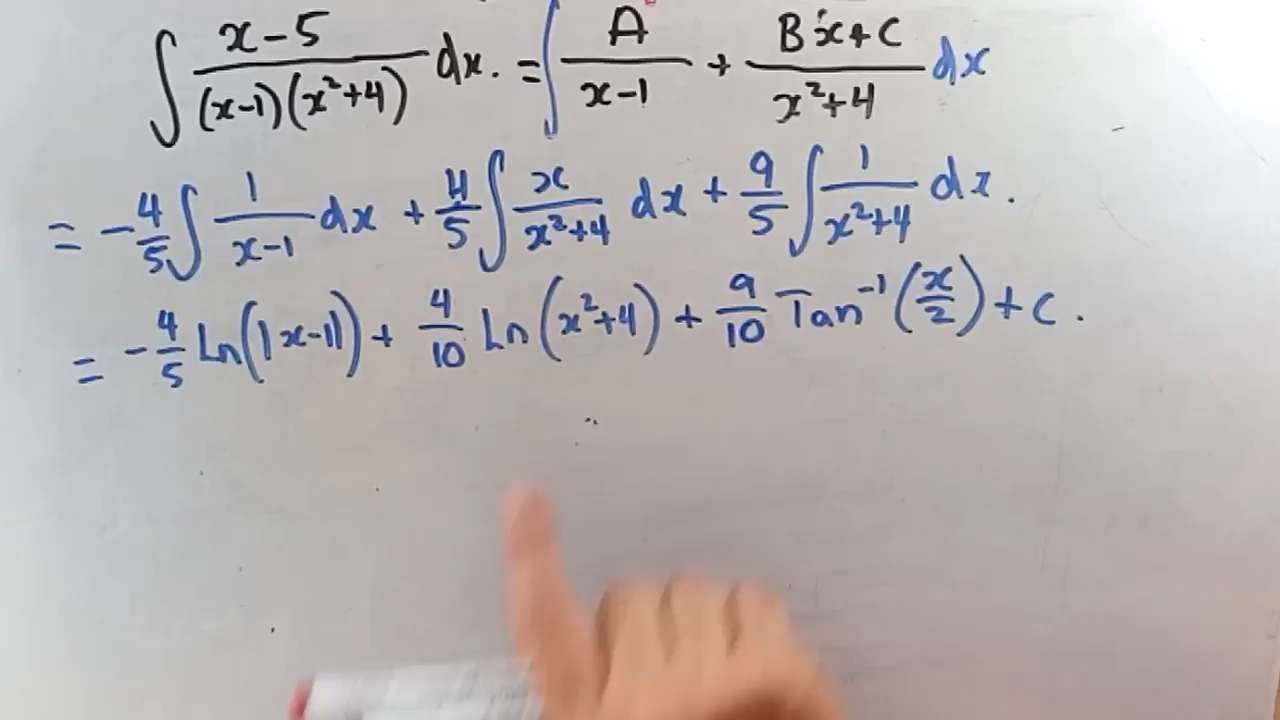 ∫ x-5 / (x-1)(x²+4) dx. = ∫ A / x-1 + Bx+C / x²+4 dx
= -4/5 ∫ 1 / x-1 dx + 4/5 ∫ x / x²+4 dx + 9/5 ∫ 1 / x²+4 dx.
= -4/5 Ln(|x-1|) + 4/10 Ln(x²+4) + 9/10 Tan⁻¹(x/2) + C.